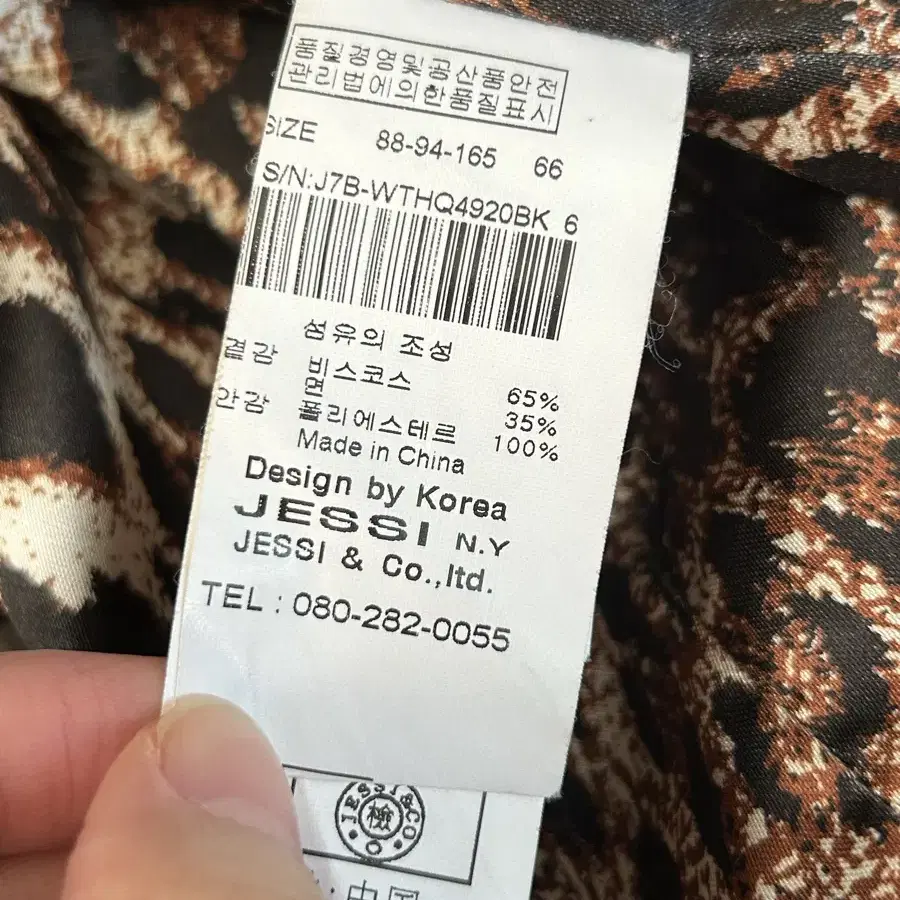 품질경영및공산품안전
관리법에의한품질표시
SIZE 88-94-165 66
S/N:J7B-WTHQ4920BK 6
섬유의 조성
겉감 비스코스 65%
면 35%
안감 폴리에스테르 100%
Made in China
Design by Korea
JESSI N.Y
JESSI & Co.,ltd.
TEL : 080-282-0055
JESSI&CO
檢